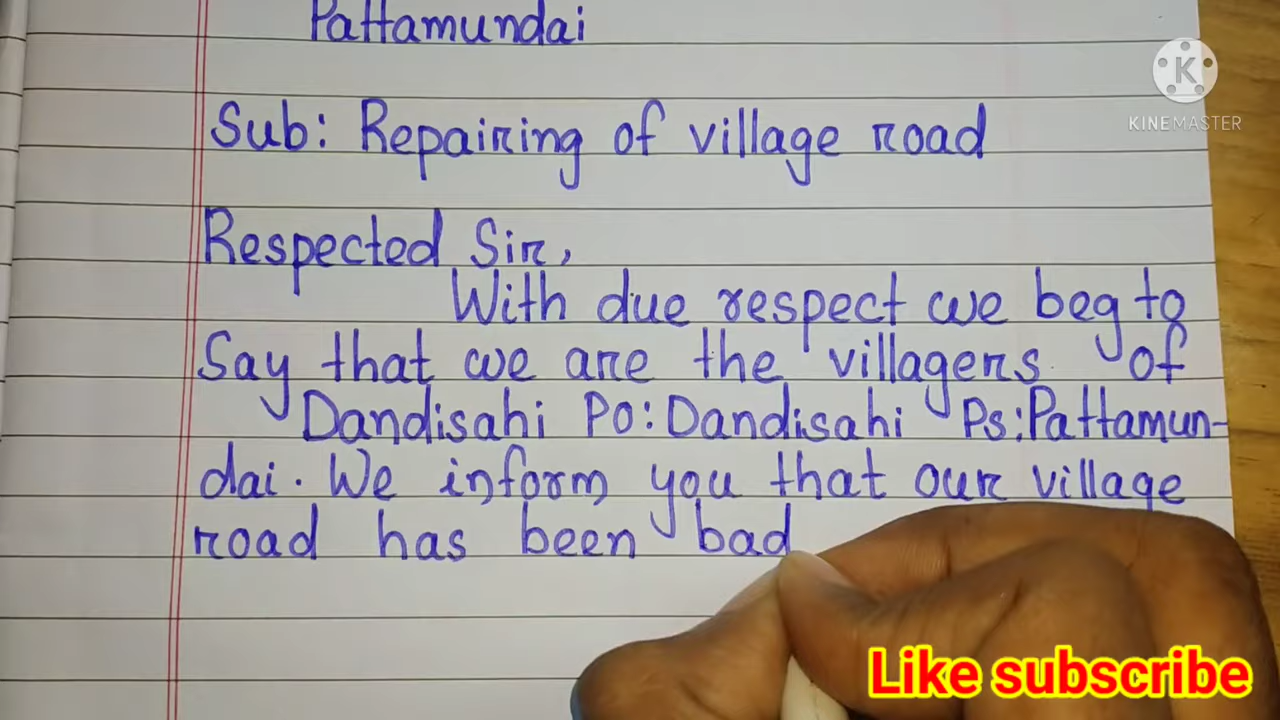 Pattamundai
KINEMASTER
Sub: Repairing of village road
Respected Sir,
With due respect we beg to
Say that we are the villagers of
Dandisahi Po: Dandisahi Ps: Pattamun-
dai. We inform you that our village
road has been bad
Like subscribe